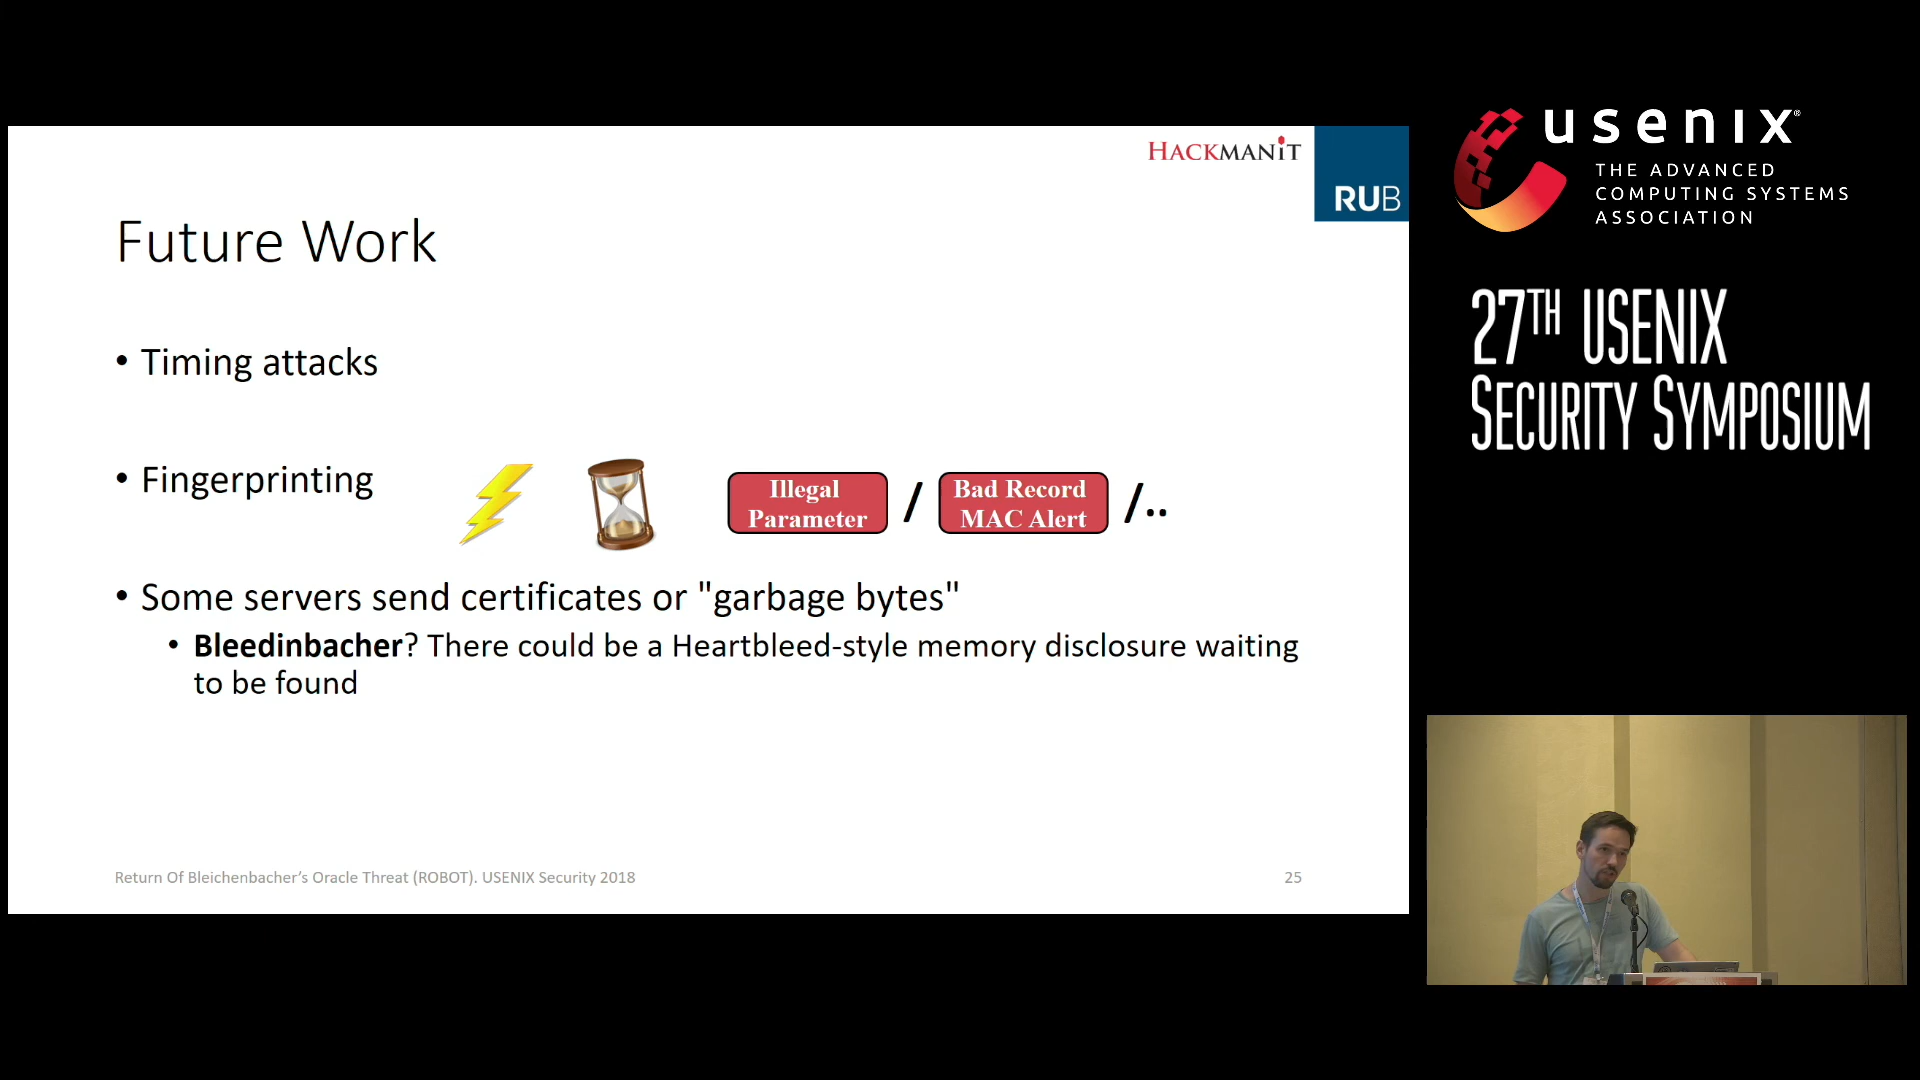 HACKMANIT
RUB
Future Work
• Timing attacks
• Fingerprinting
Illegal
Parameter
/
Bad Record
MAC Alert
/..
• Some servers send certificates or "garbage bytes"
• Bleedinbacher? There could be a Heartbleed-style memory disclosure waiting
to be found
Return Of Bleichenbacher’s Oracle Threat (ROBOT). USENIX Security 2018
25
usenix®
THE ADVANCED
COMPUTING SYSTEMS
ASSOCIATION
27TH USENIX
SECURITY SYMPOSIUM